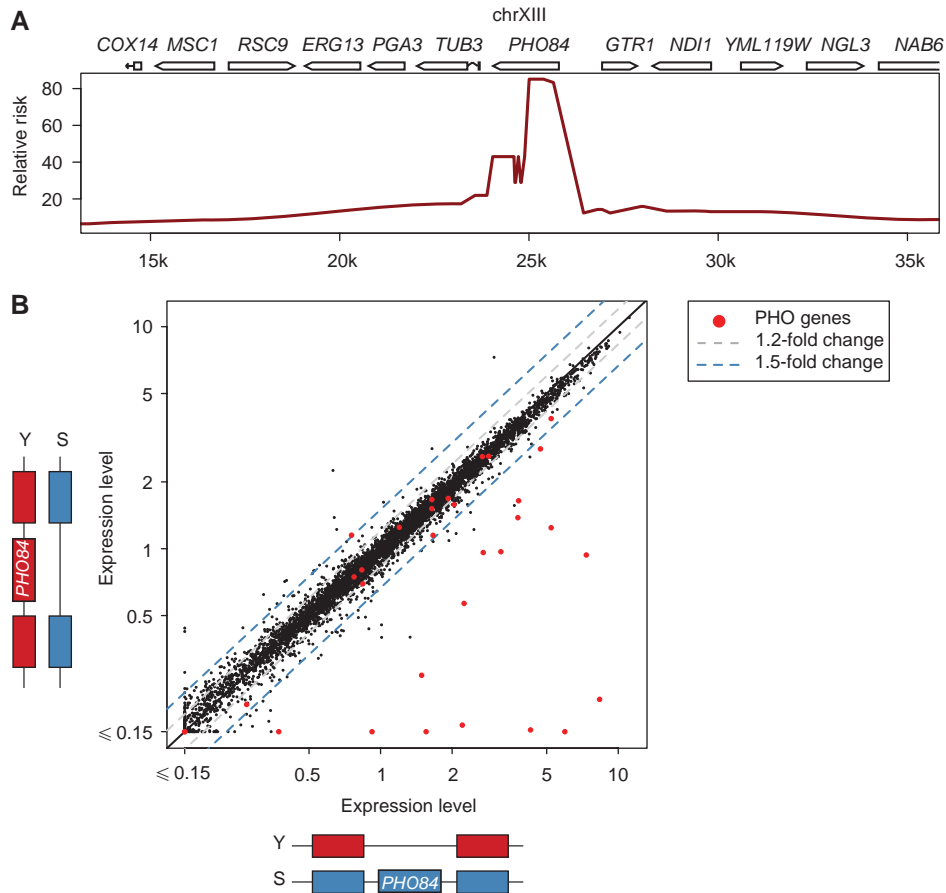 chrXIII
A
COX14 MSC1 RSC9 ERG13 PGA3 TUB3 PHO84 GTR1 NDI1 YML119W NGL3 NAB6
Relative risk
80
60
40
20
15k 20k 25k 30k 35k
B
PHO genes
1.2-fold change
1.5-fold change
Y S
PHO84
Expression level
10
5
2
1
0.5
⩽ 0.15
⩽ 0.15 0.5 1 2 5 10
Expression level
Y
S PHO84